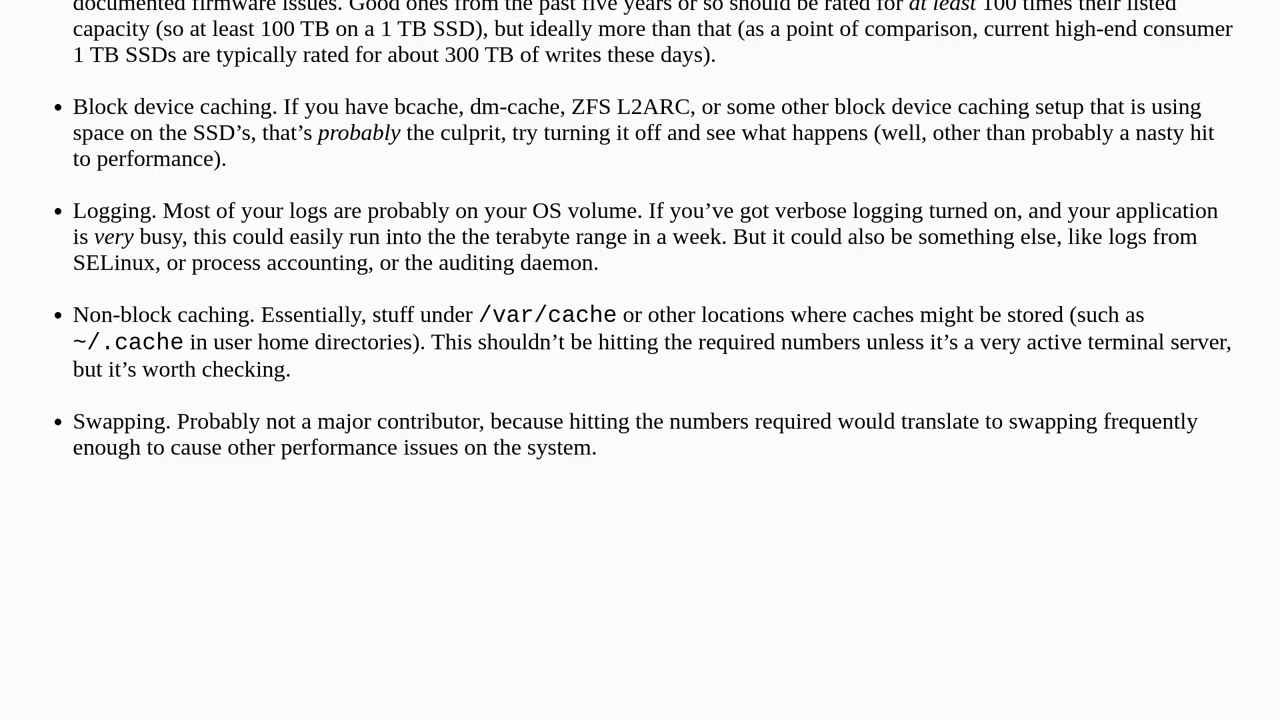 documented firmware issues. Good ones from the past five years or so should be rated for at least 100 times their listed
capacity (so at least 100 TB on a 1 TB SSD), but ideally more than that (as a point of comparison, current high-end consumer
1 TB SSDs are typically rated for about 300 TB of writes these days).
• Block device caching. If you have bcache, dm-cache, ZFS L2ARC, or some other block device caching setup that is using
space on the SSD’s, that’s probably the culprit, try turning it off and see what happens (well, other than probably a nasty hit
to performance).
• Logging. Most of your logs are probably on your OS volume. If you’ve got verbose logging turned on, and your application
is very busy, this could easily run into the the terabyte range in a week. But it could also be something else, like logs from
SELinux, or process accounting, or the auditing daemon.
• Non-block caching. Essentially, stuff under /var/cache or other locations where caches might be stored (such as
~/.cache in user home directories). This shouldn’t be hitting the required numbers unless it’s a very active terminal server,
but it’s worth checking.
• Swapping. Probably not a major contributor, because hitting the numbers required would translate to swapping frequently
enough to cause other performance issues on the system.